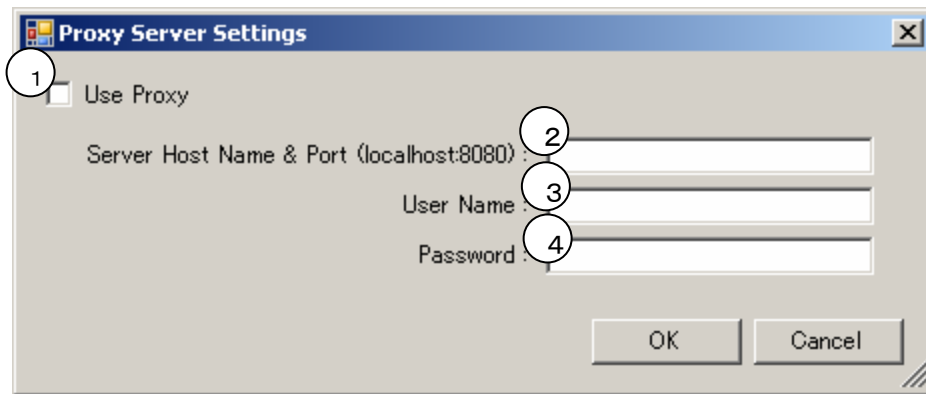 Proxy Server Settings
1
Use Proxy
Server Host Name & Port (localhost:8080) : 2
User Name : 3
Password : 4
OK Cancel